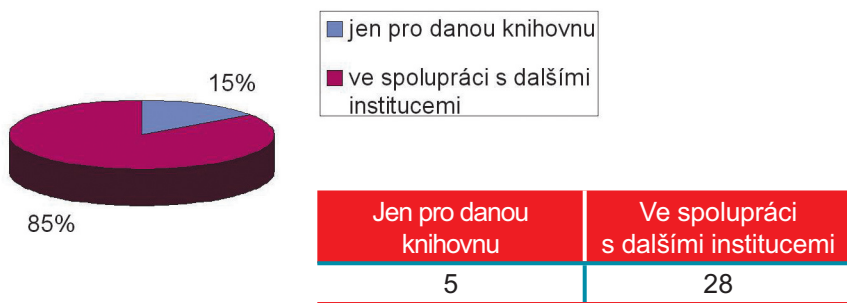 15%
85%
jen pro danou knihovnu
ve spolupráci s dalšími
institucemi
Jen pro danou
knihovnu
Ve spolupráci
s dalšími institucemi
5
28